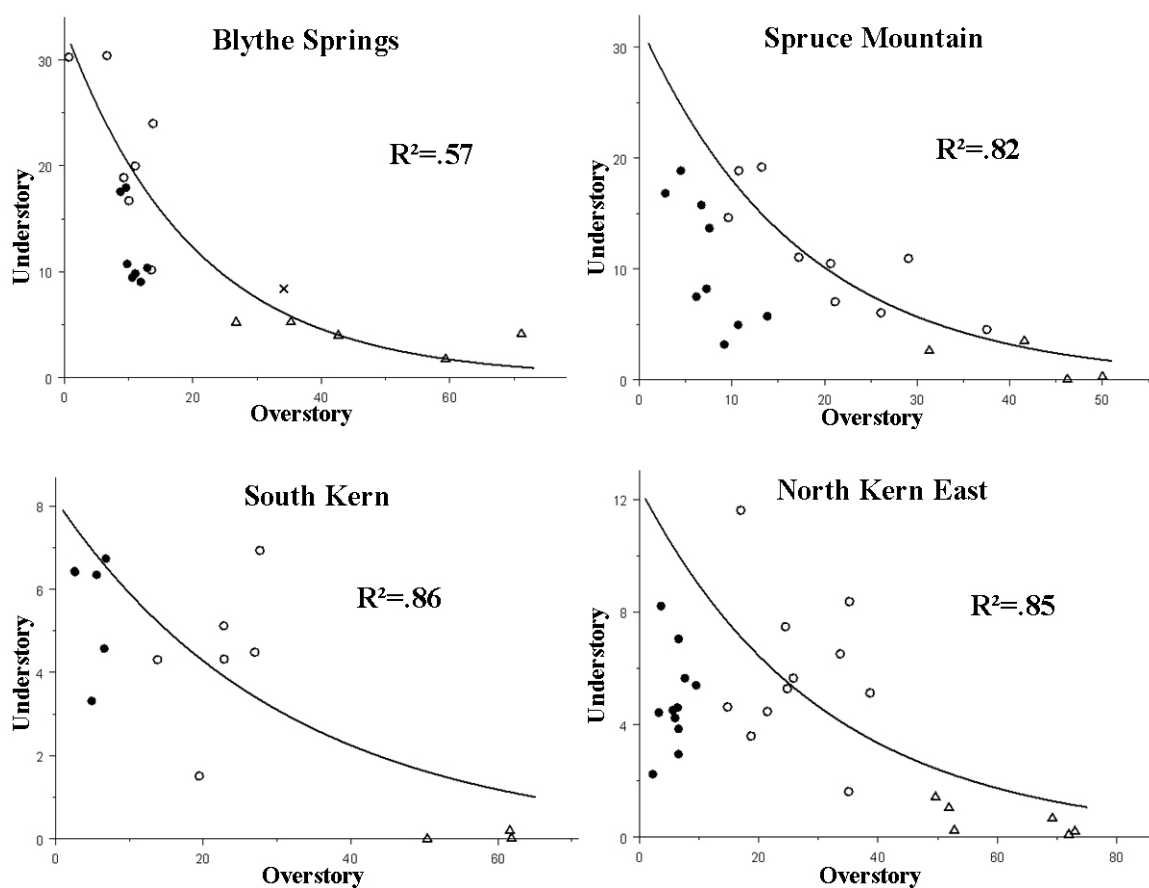 Blythe Springs
R²=.57
Understory
30
20
10
0
0 20 40 60
Overstory
Spruce Mountain
R²=.82
Understory
30
20
10
0
0 10 20 30 40 50
Overstory
South Kern
R²=.86
Understory
8
6
4
2
0
0 20 40 60
Overstory
North Kern East
R²=.85
Understory
12
8
4
0
0 20 40 60 80
Overstory